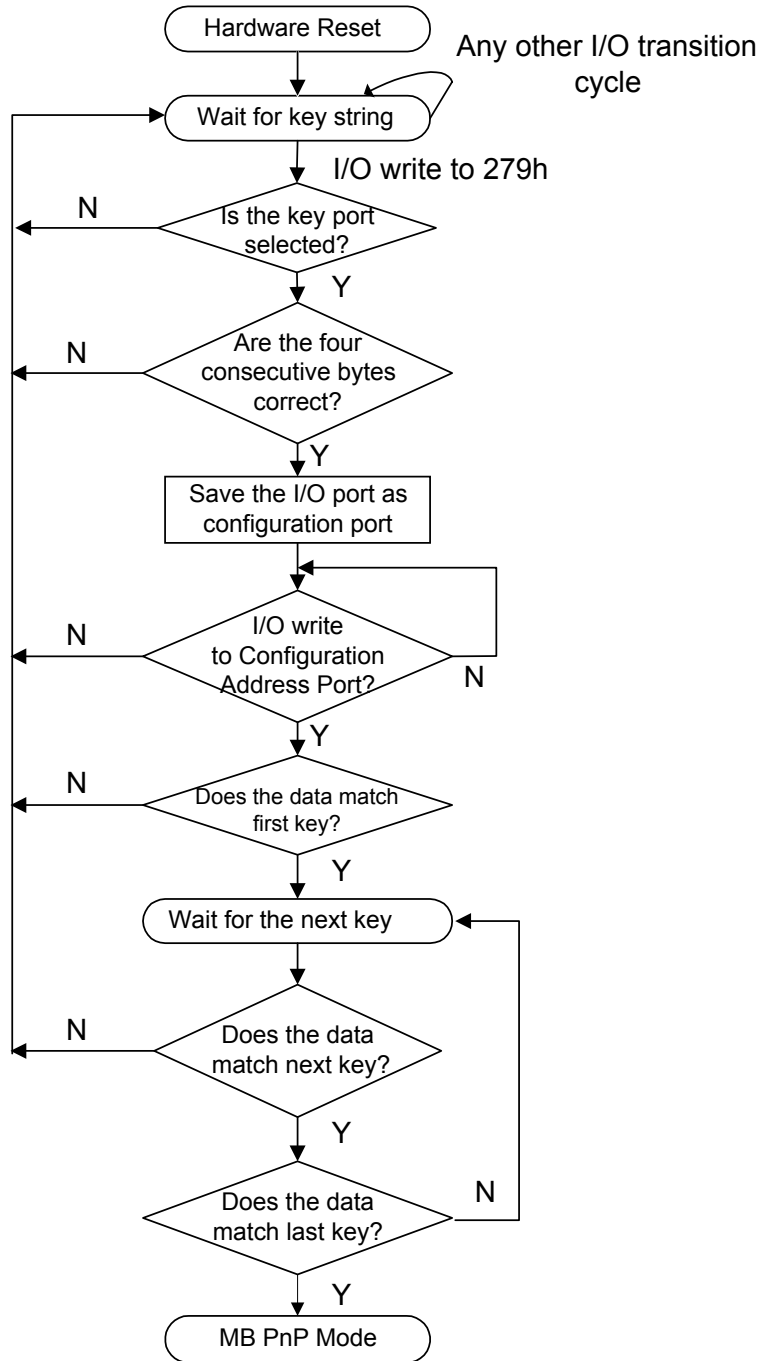 Hardware Reset
Any other I/O transition
cycle
Wait for key string
I/O write to 279h
N
Is the key port
selected?
Y
N
Are the four
consecutive bytes
correct?
Y
Save the I/O port as
configuration port
N
I/O write
to Configuration
Address Port?
N
Y
N
Does the data match
first key?
Y
Wait for the next key
N
Does the data
match next key?
Y
Does the data
match last key?
N
Y
MB PnP Mode